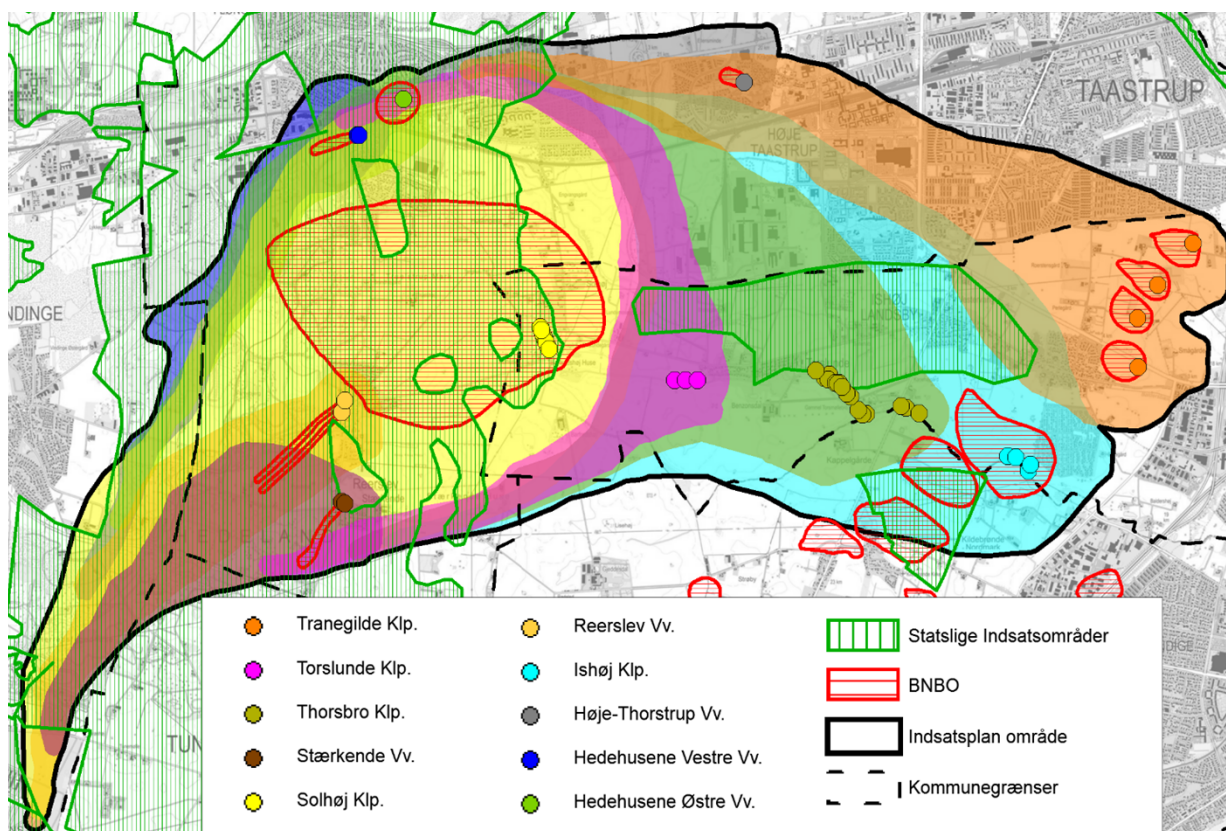 TAASTRUP
HØJE
TAASTRUP
NDINGE
TUN
Tranegilde Klp.
Torslunde Klp.
Thorsbro Klp.
Stærkende Vv.
Solhøj Klp.
Reerslev Vv.
Ishøj Klp.
Høje-Thorstrup Vv.
Hedehusene Vestre Vv.
Hedehusene Østre Vv.
Statslige Indsatsområder
BNBO
Indsatsplan område
Kommunegrænser